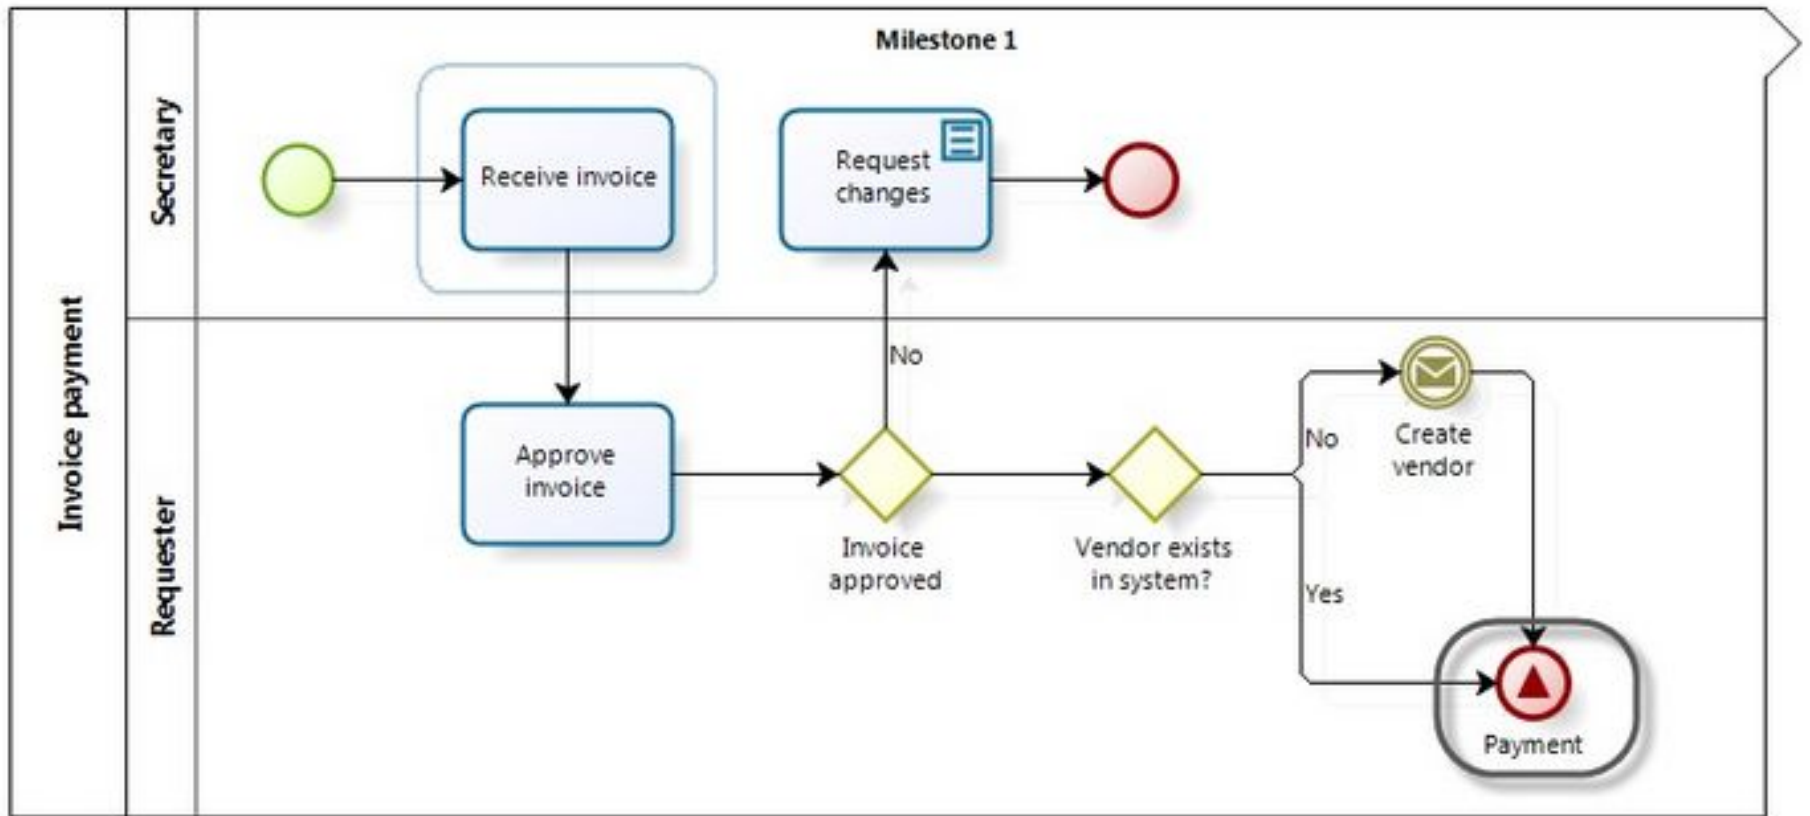 Milestone 1
Invoice payment
Secretary
Receive invoice
Request
changes
Requester
No
Approve
invoice
Invoice
approved
Vendor exists
in system?
No
Create
vendor
Yes
Payment